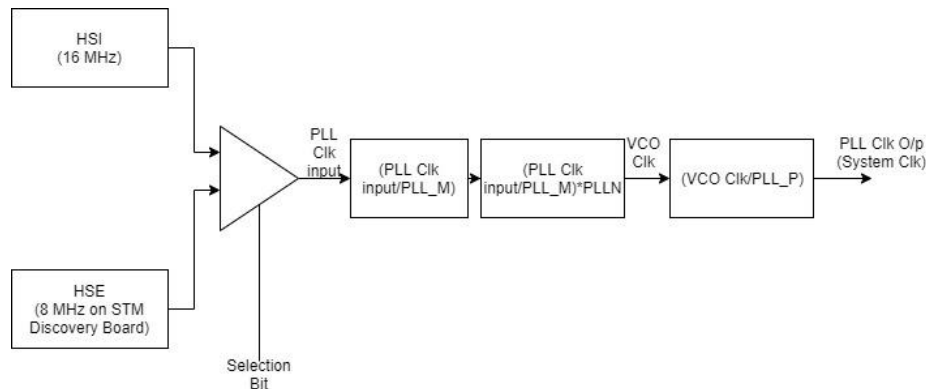 HSI
(16 MHz)
PLL
Clk
input
(PLL Clk
input/PLL_M)
(PLL Clk
input/PLL_M)*PLLN
VCO
Clk
(VCO Clk/PLL_P)
PLL Clk O/p
(System Clk)
HSE
(8 MHz on STM
Discovery Board)
Selection
Bit